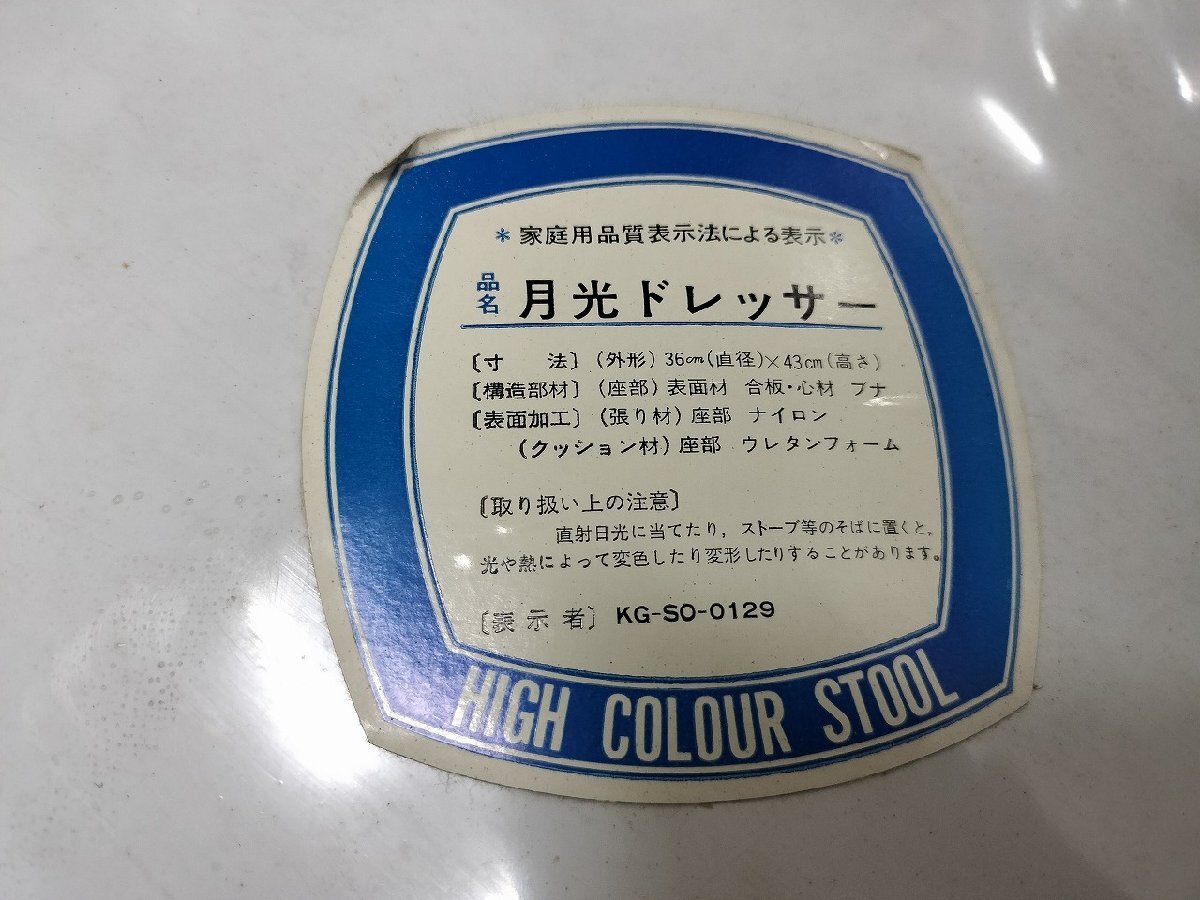 *家庭用品質表示法による表示*
品名 月光ドレッサー
〔寸　法〕(外形) 36cm(直径)×43cm(高さ)
〔構造部材〕(座部) 表面材 合板・心材 ブナ
〔表面加工〕(張り材) 座部 ナイロン
(クッション材) 座部 ウレタンフォーム
〔取り扱い上の注意〕
直射日光に当てたり，ストーブ等のそばに置くと，
光や熱によって変色したり変形したりすることがあります。
〔表示者〕 KG-SO-0129
HIGH COLOUR STOOL